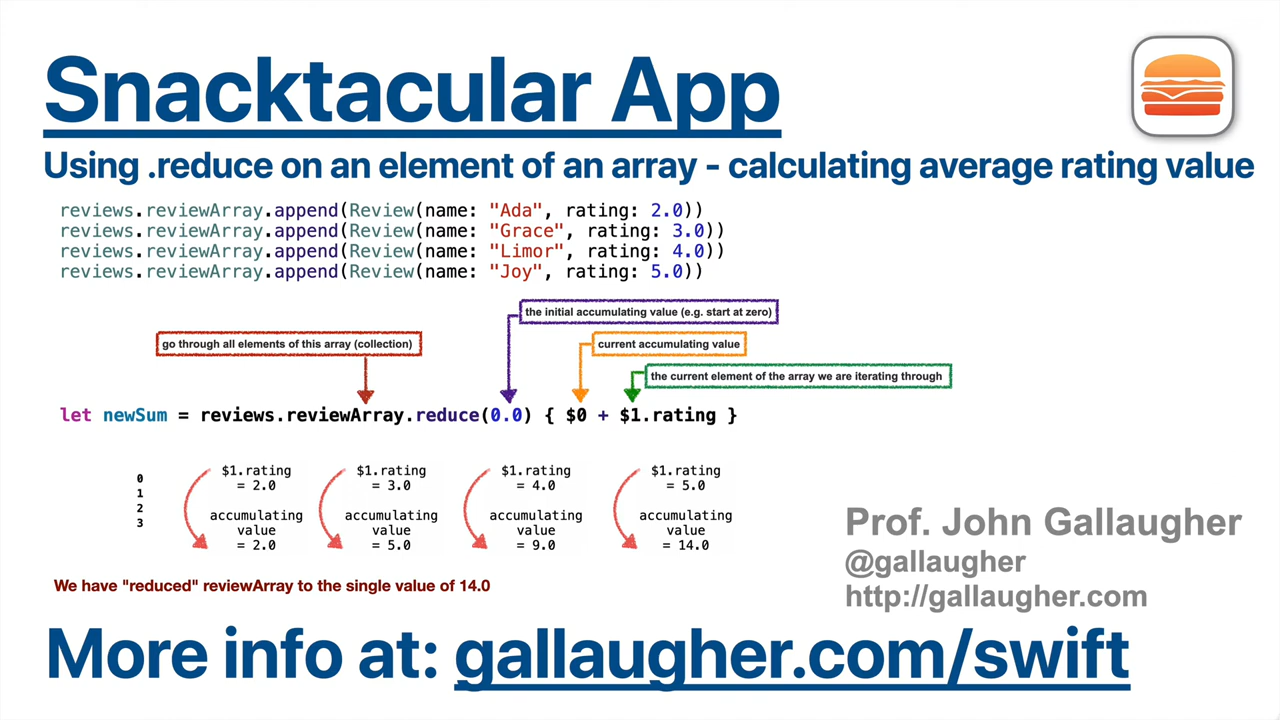 Snacktacular App
Using .reduce on an element of an array - calculating average rating value
reviews.reviewArray.append(Review(name: "Ada", rating: 2.0))
reviews.reviewArray.append(Review(name: "Grace", rating: 3.0))
reviews.reviewArray.append(Review(name: "Limor", rating: 4.0))
reviews.reviewArray.append(Review(name: "Joy", rating: 5.0))
the initial accumulating value (e.g. start at zero)
go through all elements of this array (collection)
current accumulating value
the current element of the array we are iterating through
let newSum = reviews.reviewArray.reduce(0.0) { $0 + $1.rating }
0
1
2
3
$1.rating
= 2.0
accumulating
value
= 2.0
$1.rating
= 3.0
accumulating
value
= 5.0
$1.rating
= 4.0
accumulating
value
= 9.0
$1.rating
= 5.0
accumulating
value
= 14.0
We have "reduced" reviewArray to the single value of 14.0
Prof. John Gallaugher
@gallaugher
http://gallaugher.com
More info at: gallaugher.com/swift